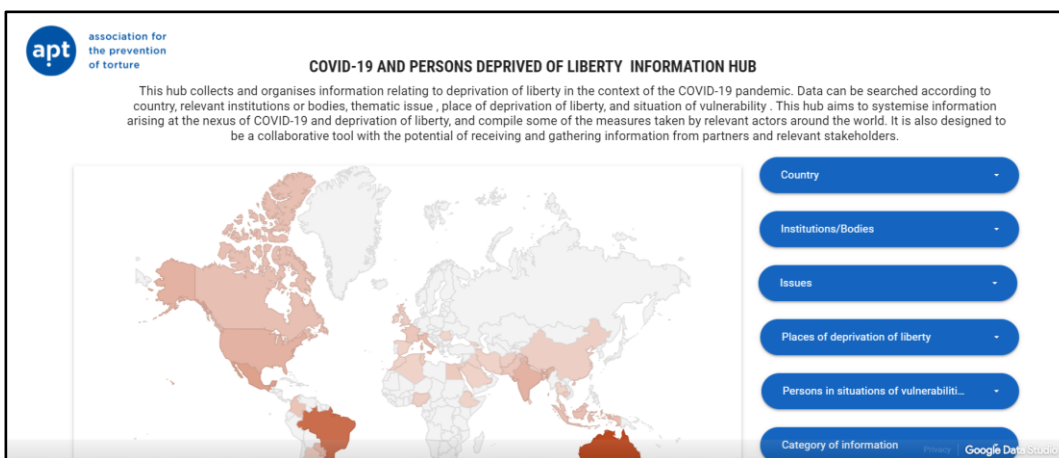 apt
association for
the prevention
of torture
COVID-19 AND PERSONS DEPRIVED OF LIBERTY INFORMATION HUB
This hub collects and organises information relating to deprivation of liberty in the context of the COVID-19 pandemic. Data can be searched according to
country, relevant institutions or bodies, thematic issue , place of deprivation of liberty, and situation of vulnerability . This hub aims to systemise information
arising at the nexus of COVID-19 and deprivation of liberty, and compile some of the measures taken by relevant actors around the world. It is also designed to
be a collaborative tool with the potential of receiving and gathering information from partners and relevant stakeholders.
Country
Institutions/Bodies
Issues
Places of deprivation of liberty
Persons in situations of vulnerabiliti...
Category of information
Privacy
Google Data Studio